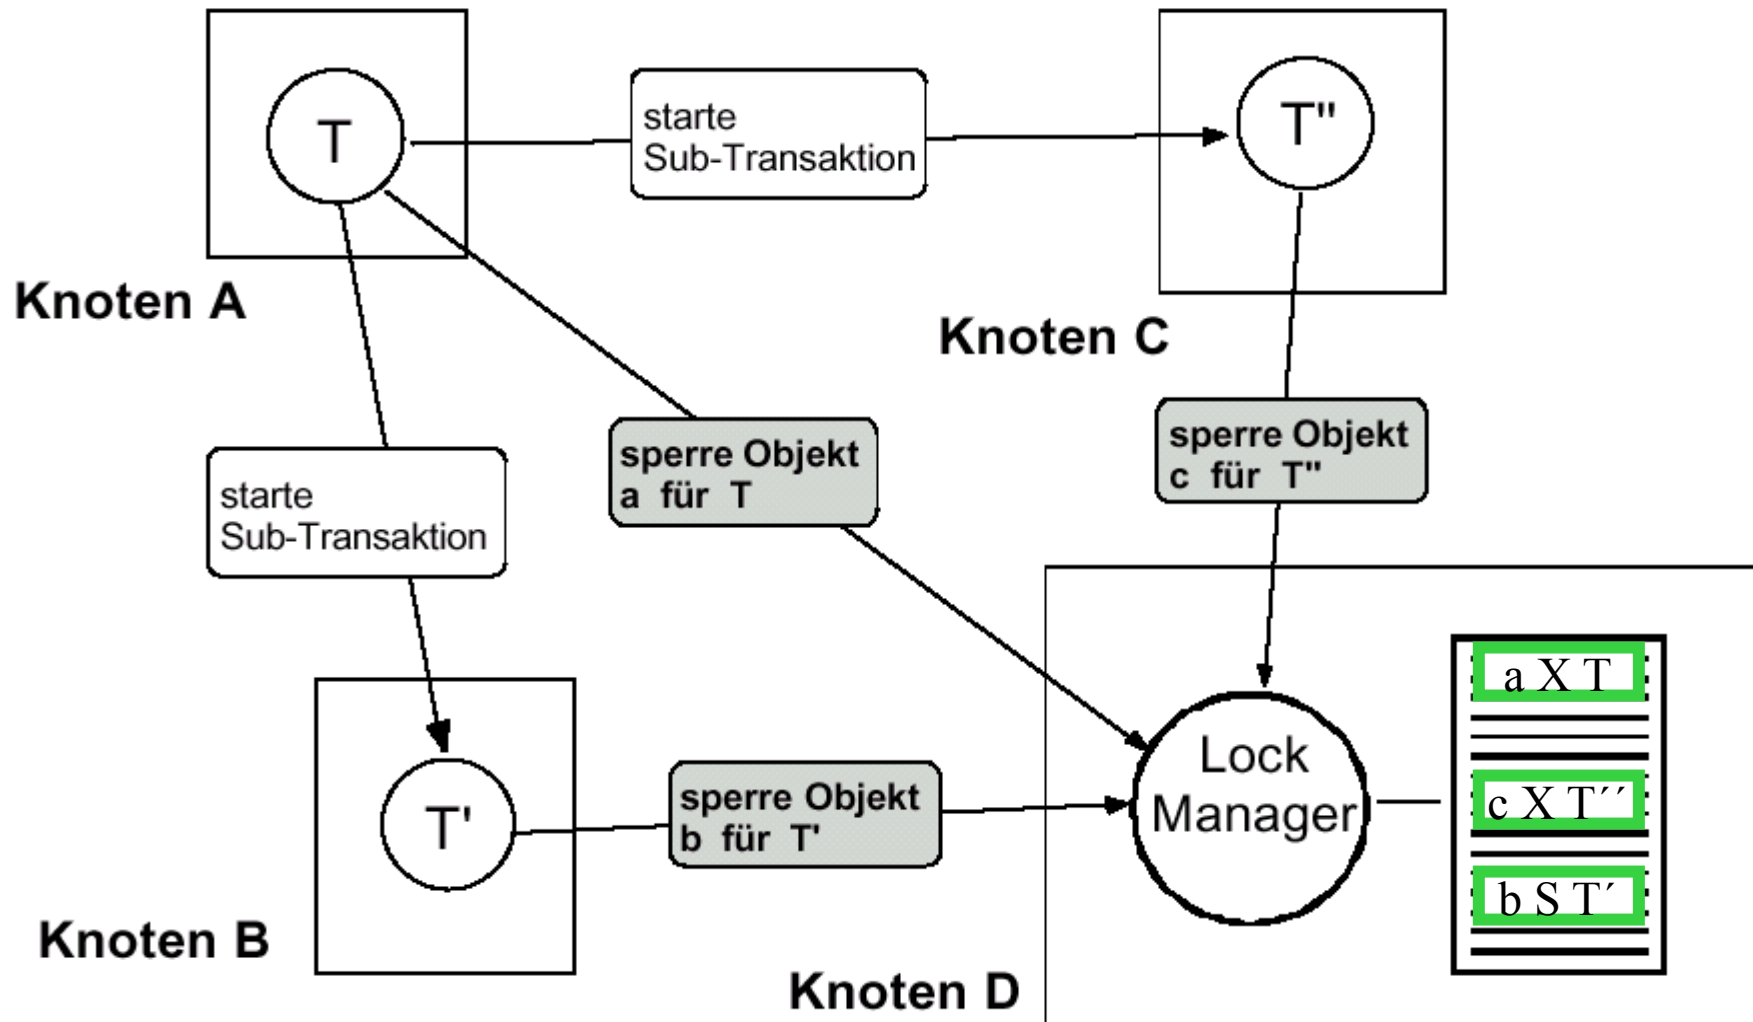 T
starte
Sub-Transaktion
T"
Knoten A
Knoten C
sperre Objekt
a für T
sperre Objekt
c für T"
starte
Sub-Transaktion
a X T
Lock
Manager
c X T´´
T'
sperre Objekt
b für T'
b S T´
Knoten B
Knoten D